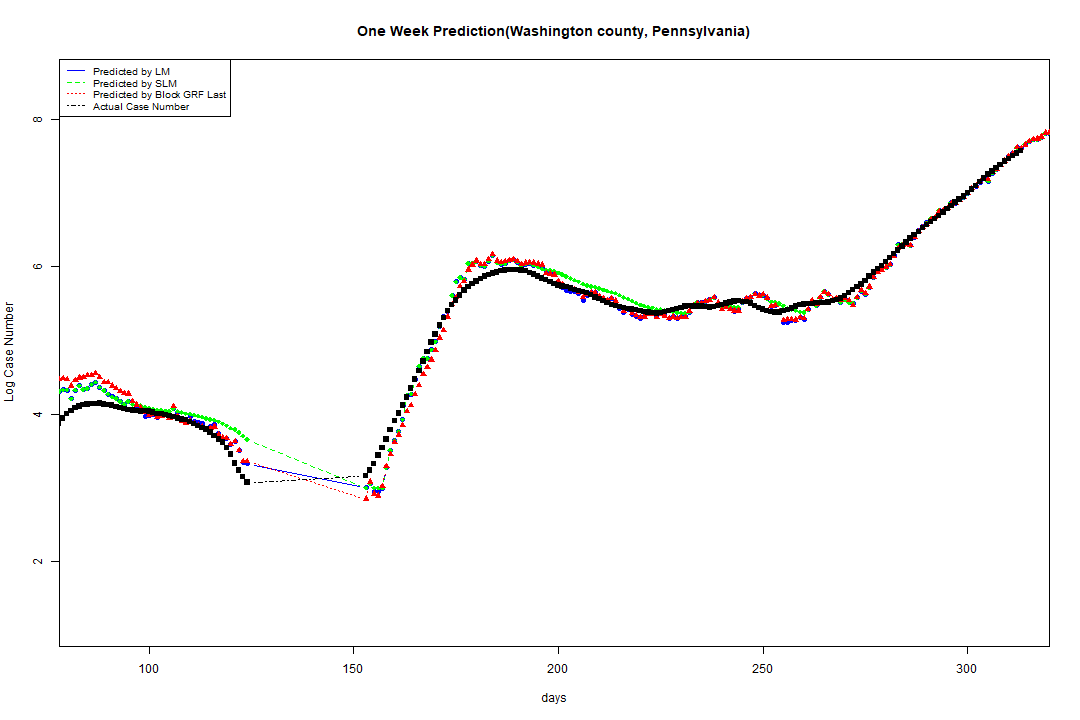 One Week Prediction(Washington county, Pennsylvania)
Predicted by LM
Predicted by SLM
Predicted by Block GRF Last
Actual Case Number
Log Case Number
8
6
4
2
100 150 200 250 300
days